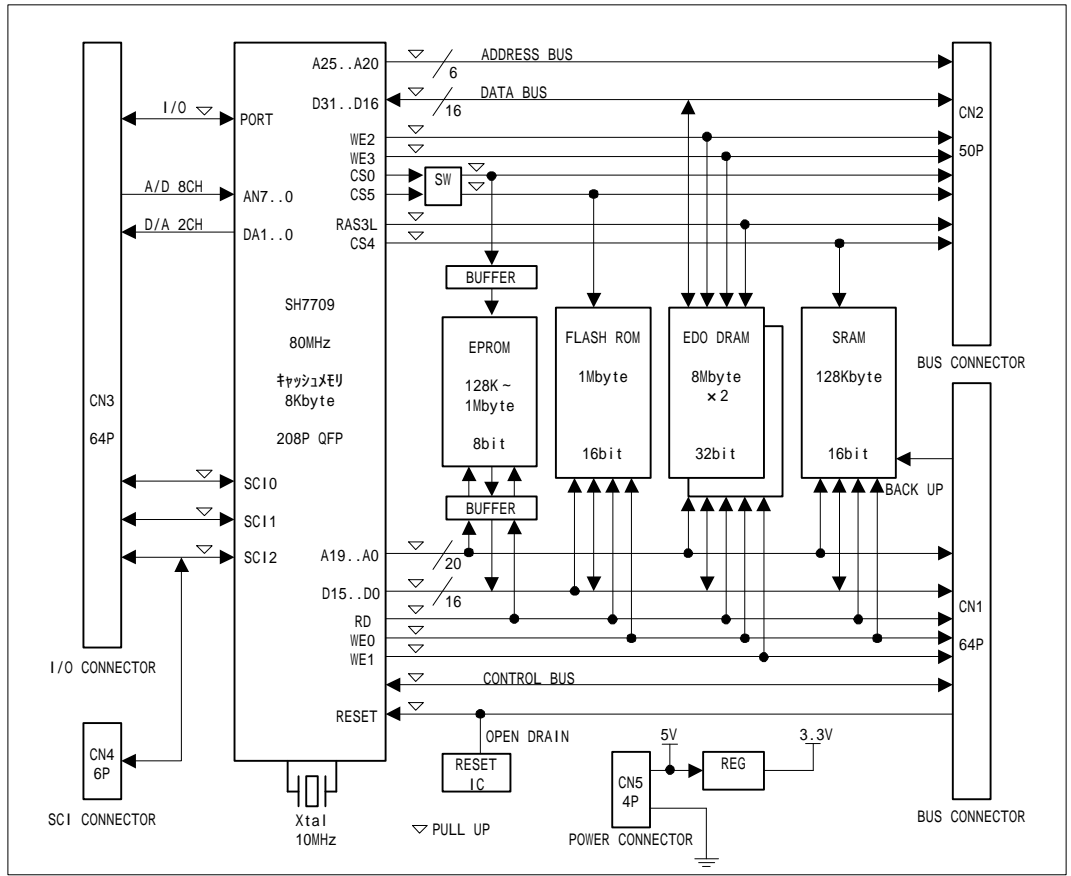 ADDRESS BUS
A25..A20
6
DATA BUS
D31..D16
16
I/O
PORT
CN2
50P
WE2
WE3
CS0
SW
CS5
A/D 8CH
AN7..0
D/A 2CH
DA1..0
RAS3L
CS4
BUFFER
SH7709
80MHz
ｷｬｯｼｭﾒﾓﾘ
8Kbyte
208P QFP
EPROM
128K～
1Mbyte
8bit
FLASH ROM
1Mbyte
16bit
EDO DRAM
8Mbyte
×2
32bit
SRAM
128Kbyte
16bit
BUS CONNECTOR
CN3
64P
BACK UP
SCI0
SCI1
SCI2
BUFFER
A19..A0
20
D15..D0
16
RD
WE0
WE1
CN1
64P
I/O CONNECTOR
CONTROL BUS
RESET
OPEN DRAIN
RESET
IC
CN4
6P
SCI CONNECTOR
Xtal
10MHz
▽ PULL UP
5V
3.3V
REG
CN5
4P
POWER CONNECTOR
BUS CONNECTOR